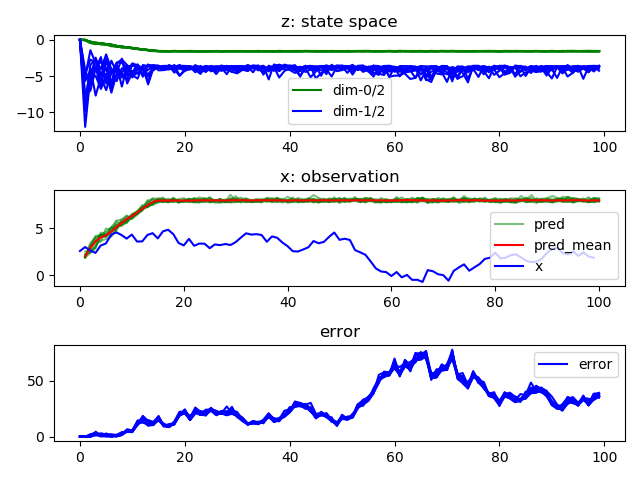 z: state space
0
−5
−10
dim-0/2
dim-1/2
0 20 40 60 80 100
x: observation
5
0
pred
pred_mean
x
0 20 40 60 80 100
error
50
0
error
0 20 40 60 80 100